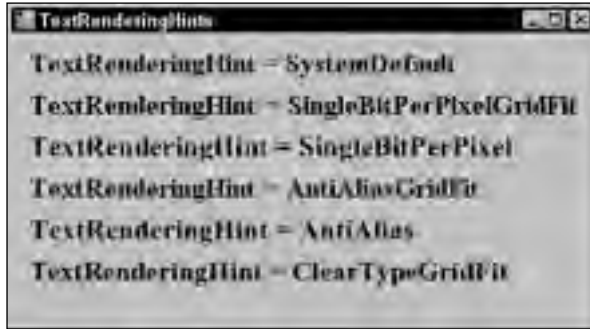 TextRenderingHints
TextRenderingHint = SystemDefault
TextRenderingHint = SingleBitPerPixelGridFit
TextRenderingHint = SingleBitPerPixel
TextRenderingHint = AntiAliasGridFit
TextRenderingHint = AntiAlias
TextRenderingHint = ClearTypeGridFit